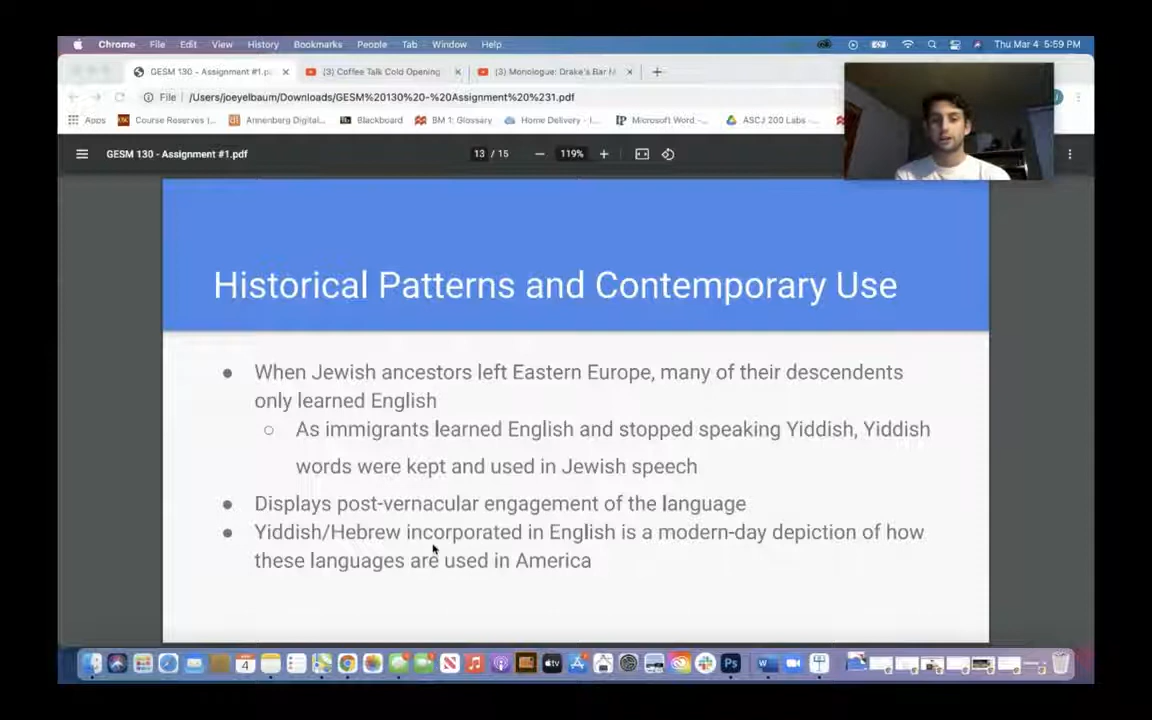 Chrome File Edit View History Bookmarks People Tab Window Help Thu Mar 4 5:59 PM
GESM 130 - Assignment #1.p (3) Coffee Talk Cold Opening (3) Monologue: Drake's Bar M
File /Users/joeyelbaum/Downloads/GESM%20130%20-%20Assignment%20%231.pdf
Apps Course Reserves |... Annenberg Digital... Blackboard BM 1: Glossary Home Delivery - I... Microsoft Word -... ASCJ 200 Labs -...
GESM 130 - Assignment #1.pdf 13 / 15 — 119% +
Historical Patterns and Contemporary Use
● When Jewish ancestors left Eastern Europe, many of their descendents
only learned English
○ As immigrants learned English and stopped speaking Yiddish, Yiddish
words were kept and used in Jewish speech
● Displays post-vernacular engagement of the language
● Yiddish/Hebrew incorporated in English is a modern-day depiction of how
these languages are used in America